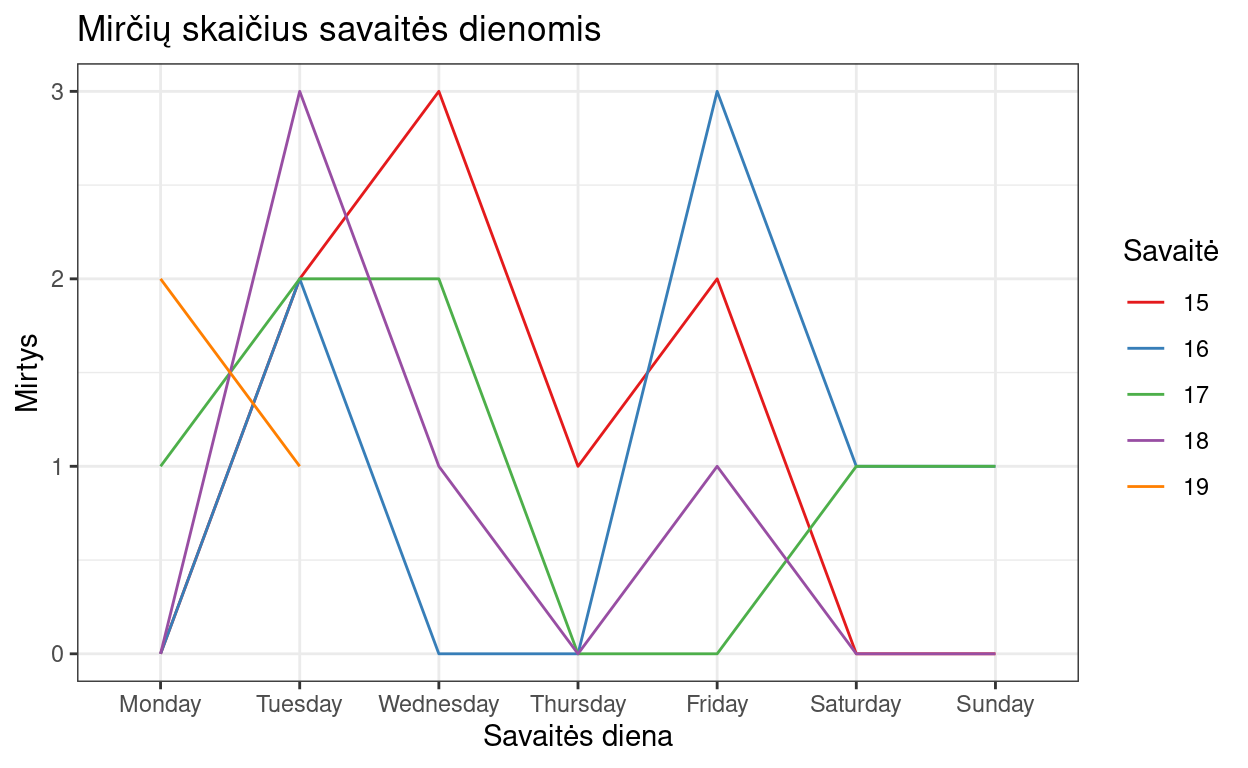 Mirčių skaičius savaitės dienomis
3
2
1
0
Mirtys
Monday Tuesday Wednesday Thursday Friday Saturday Sunday
Savaitės diena
Savaitė
15
16
17
18
19